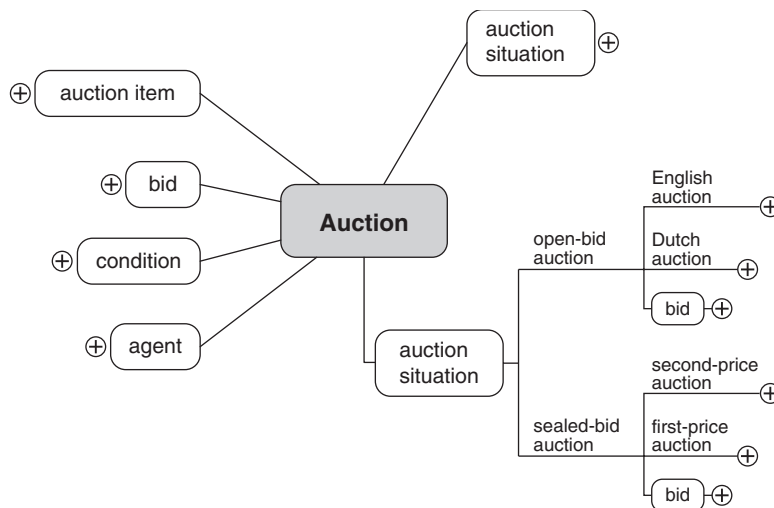 auction
situation
auction item
bid
condition
agent
Auction
auction
situation
open-bid
auction
English
auction
Dutch
auction
bid
sealed-bid
auction
second-price
auction
first-price
auction
bid